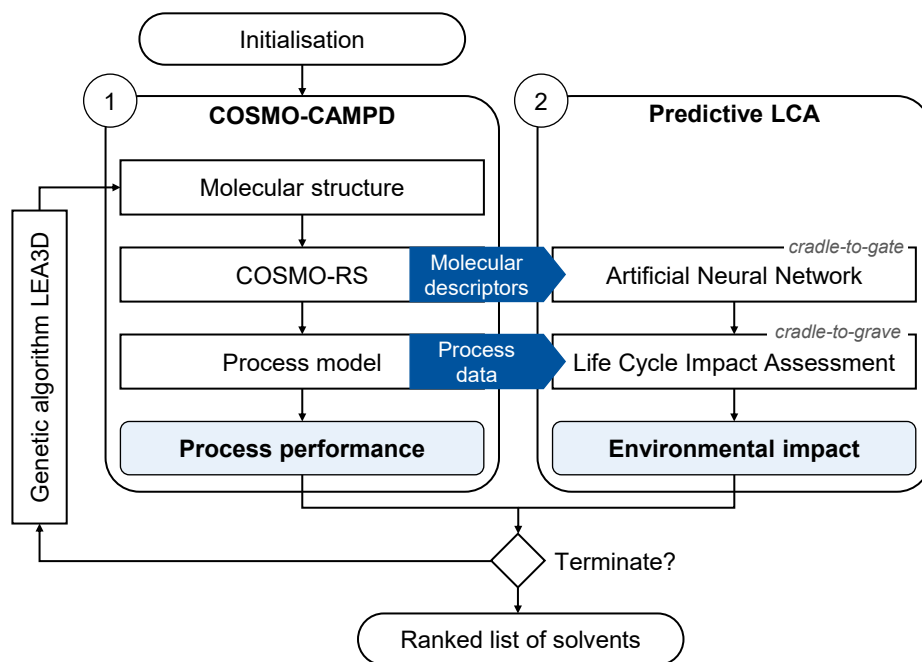 Initialisation
1
COSMO-CAMPD
2
Predictive LCA
Molecular structure
Genetic algorithm LEA3D
COSMO-RS
Molecular
descriptors
cradle-to-gate
Artificial Neural Network
Process model
Process
data
cradle-to-grave
Life Cycle Impact Assessment
Process performance
Environmental impact
Terminate?
Ranked list of solvents